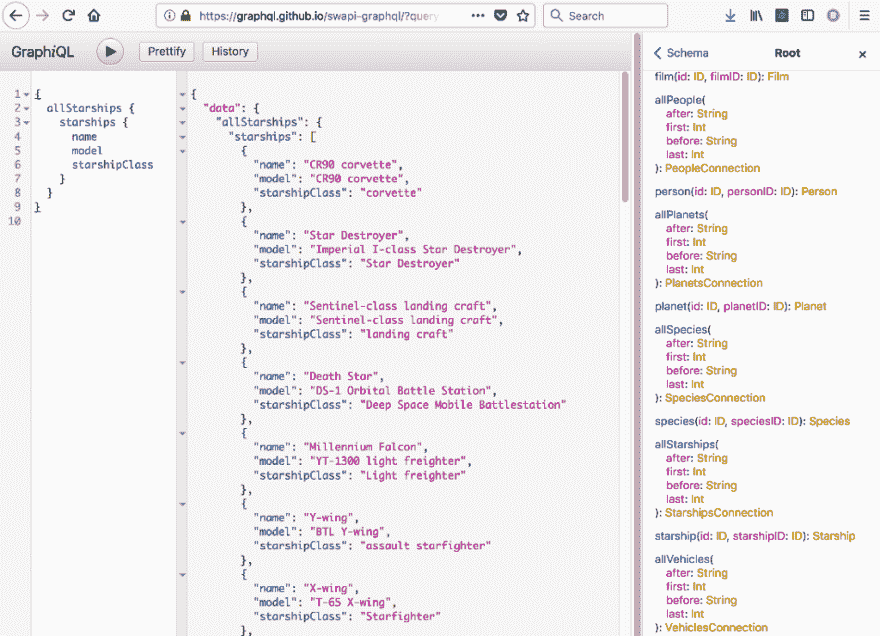 https://graphql.github.io/swapi-graphql/?query
Search
GraphiQL
Prettify
History
1 {
2 allStarships {
3 starships {
4 name
5 model
6 starshipClass
7 }
8 }
9 }
10
{
"data": {
"allStarships": {
"starships": [
{
"name": "CR90 corvette",
"model": "CR90 corvette",
"starshipClass": "corvette"
},
{
"name": "Star Destroyer",
"model": "Imperial I-class Star Destroyer",
"starshipClass": "Star Destroyer"
},
{
"name": "Sentinel-class landing craft",
"model": "Sentinel-class landing craft",
"starshipClass": "landing craft"
},
{
"name": "Death Star",
"model": "DS-1 Orbital Battle Station",
"starshipClass": "Deep Space Mobile Battlestation"
},
{
"name": "Millennium Falcon",
"model": "YT-1300 light freighter",
"starshipClass": "Light freighter"
},
{
"name": "Y-wing",
"model": "BTL Y-wing",
"starshipClass": "assault starfighter"
},
{
"name": "X-wing",
"model": "T-65 X-wing",
"starshipClass": "Starfighter"
},
Schema
Root
film(id: ID, filmID: ID): Film
allPeople(
after: String
first: Int
before: String
last: Int
): PeopleConnection
person(id: ID, personID: ID): Person
allPlanets(
after: String
first: Int
before: String
last: Int
): PlanetsConnection
planet(id: ID, planetID: ID): Planet
allSpecies(
after: String
first: Int
before: String
last: Int
): SpeciesConnection
species(id: ID, speciesID: ID): Species
allStarships(
after: String
first: Int
before: String
last: Int
): StarshipsConnection
starship(id: ID, starshipID: ID): Starship
allVehicles(
after: String
first: Int
before: String
last: Int
): VehiclesConnection